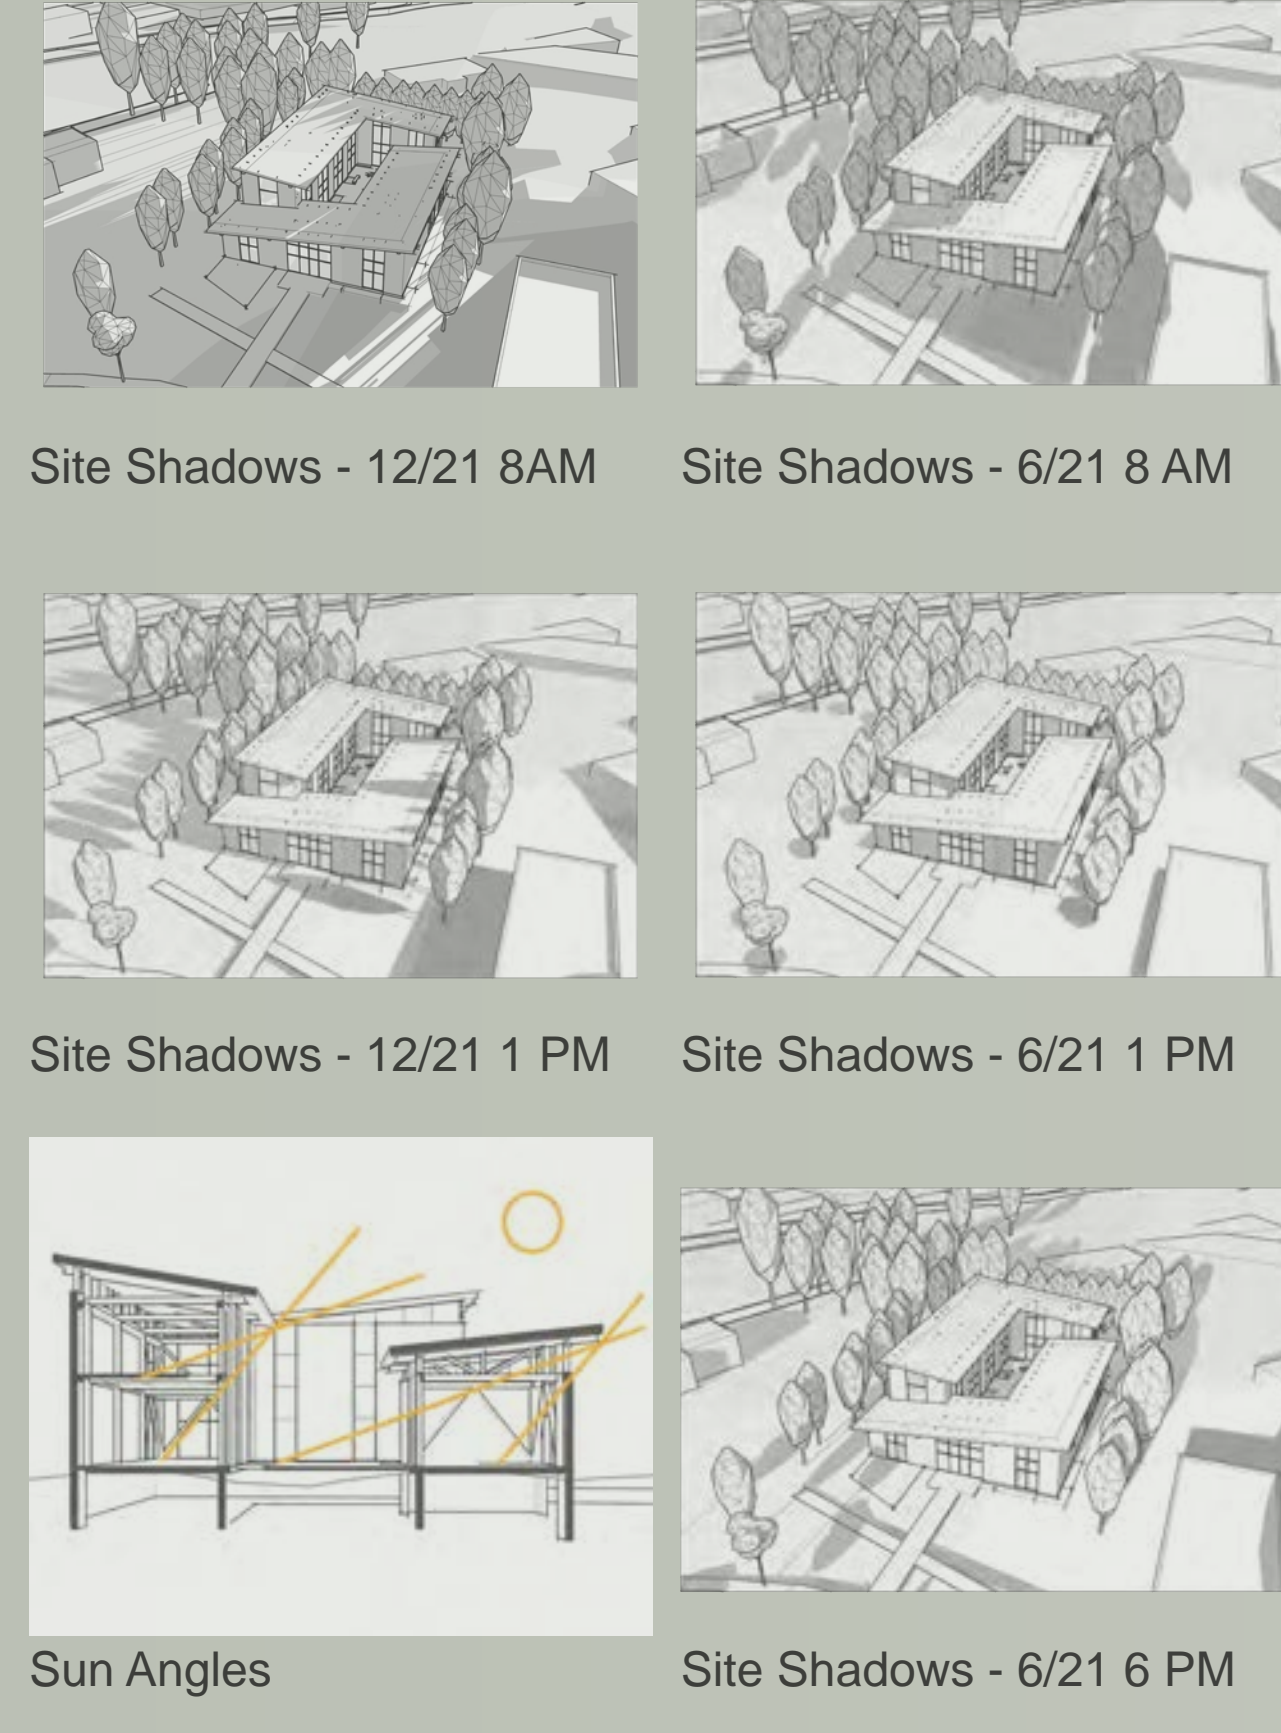 Site Shadows - 12/21 8AM
Site Shadows - 6/21 8 AM
Site Shadows - 12/21 1 PM
Site Shadows - 6/21 1 PM
Sun Angles
Site Shadows - 6/21 6 PM